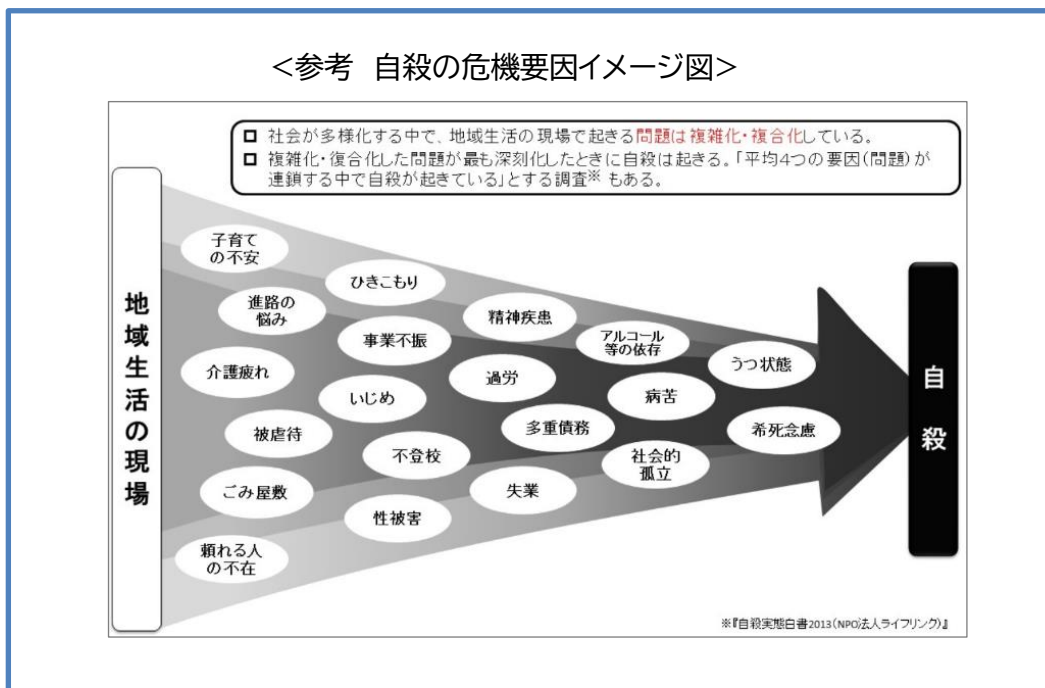 <参考 自殺の危機要因イメージ図>
□ 社会が多様化する中で、地域生活の現場で起きる問題は複雑化・複合化している。
□ 複雑化・復合化した問題が最も深刻化したときに自殺は起きる。「平均4つの要因(問題)が
連鎖する中で自殺が起きている」とする調査※ もある。
地域生活の現場
子育て
の不安
進路の
悩み
介護疲れ
被虐待
ごみ屋敷
頼れる人
の不在
ひきこもり
事業不振
いじめ
不登校
性被害
精神疾患
過労
多重債務
失業
アルコール
等の依存
病苦
社会的
孤立
うつ状態
希死念慮
自殺
※『自殺実態白書2013(NPO法人ライフリング)』